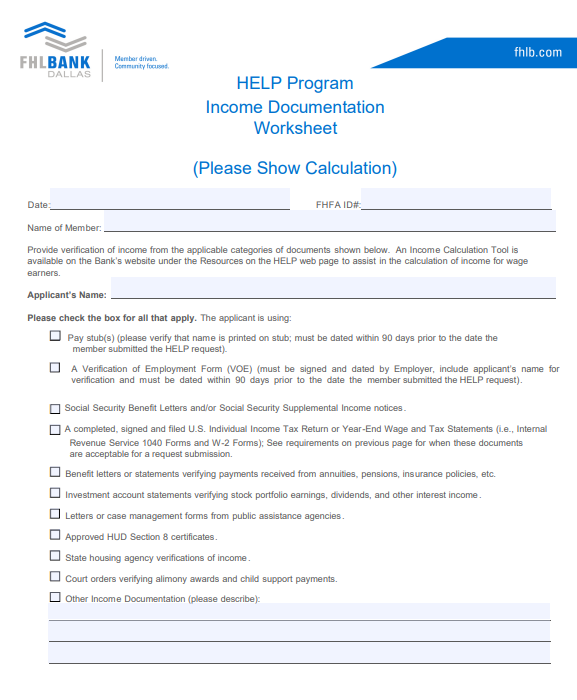 FHLBANK
DALLAS
Member driven.
Community focused.
fhlb.com
HELP Program
Income Documentation
Worksheet
(Please Show Calculation)
Date: FHFA ID#:
Name of Member:
Provide verification of income from the applicable categories of documents shown below. An Income Calculation Tool is
available on the Bank's website under the Resources on the HELP web page to assist in the calculation of income for wage
earners.
Applicant's Name:
Please check the box for all that apply. The applicant is using:
Pay stub(s) (please verify that name is printed on stub; must be dated within 90 days prior to the date the
member submitted the HELP request).
A Verification of Employment Form (VOE) (must be signed and dated by Employer, include applicant's name for
verification and must be dated within 90 days prior to the date the member submitted the HELP request).
Social Security Benefit Letters and/or Social Security Supplemental Income notices.
A completed, signed and filed U.S. Individual Income Tax Return or Year-End Wage and Tax Statements (i.e., Internal
Revenue Service 1040 Forms and W-2 Forms); See requirements on previous page for when these documents
are acceptable for a request submission.
Benefit letters or statements verifying payments received from annuities, pensions, insurance policies, etc.
Investment account statements verifying stock portfolio earnings, dividends, and other interest income.
Letters or case management forms from public assistance agencies.
Approved HUD Section 8 certificates.
State housing agency verifications of income.
Court orders verifying alimony awards and child support payments.
Other Income Documentation (please describe):